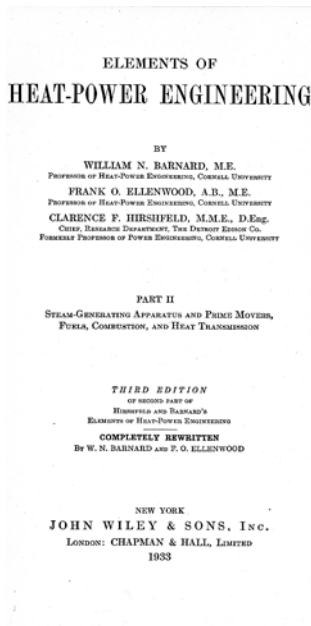 ELEMENTS OF
HEAT-POWER ENGINEERING
BY
WILLIAM N. BARNARD, M.E.
PROFESSOR OF HEAT-POWER ENGINEERING, CORNELL UNIVERSITY
FRANK O. ELLENWOOD, A.B., M.E.
PROFESSOR OF HEAT-POWER ENGINEERING, CORNELL UNIVERSITY
CLARENCE F. HIRSHFELD, M.M.E., D.Eng.
CHIEF, RESEARCH DEPARTMENT, THE DETROIT EDISON CO.
FORMERLY PROFESSOR OF POWER ENGINEERING, CORNELL UNIVERSITY
PART II
STEAM-GENERATING APPARATUS AND PRIME MOVERS,
FUELS, COMBUSTION, AND HEAT TRANSMISSION
THIRD EDITION
OF SECOND PART OF
HIRSHFELD AND BARNARD'S
ELEMENTS OF HEAT-POWER ENGINEERING
COMPLETELY REWRITTEN
BY W. N. BARNARD AND F. O. ELLENWOOD
NEW YORK
JOHN WILEY & SONS, INC.
LONDON: CHAPMAN & HALL, LIMITED
1933